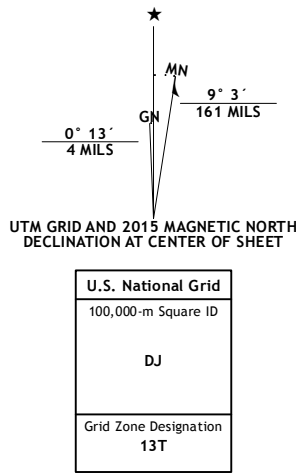 ★
MN
GN
9° 3´
161 MILS
0° 13´
4 MILS
UTM GRID AND 2015 MAGNETIC NORTH
DECLINATION AT CENTER OF SHEET
U.S. National Grid
100,000-m Square ID
DJ
Grid Zone Designation
13T